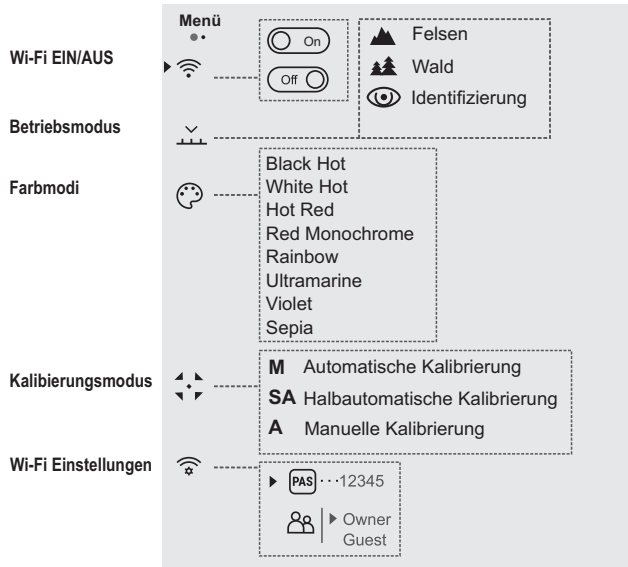 Menü
Wi-Fi EIN/AUS
On
Off
Felsen
Wald
Identifizierung
Betriebsmodus
Farbmodi
Black Hot
White Hot
Hot Red
Red Monochrome
Rainbow
Ultramarine
Violet
Sepia
Kalibierungsmodus
M Automatische Kalibrierung
SA Halbautomatische Kalibrierung
A Manuelle Kalibrierung
Wi-Fi Einstellungen
PAS ···12345
Owner
Guest